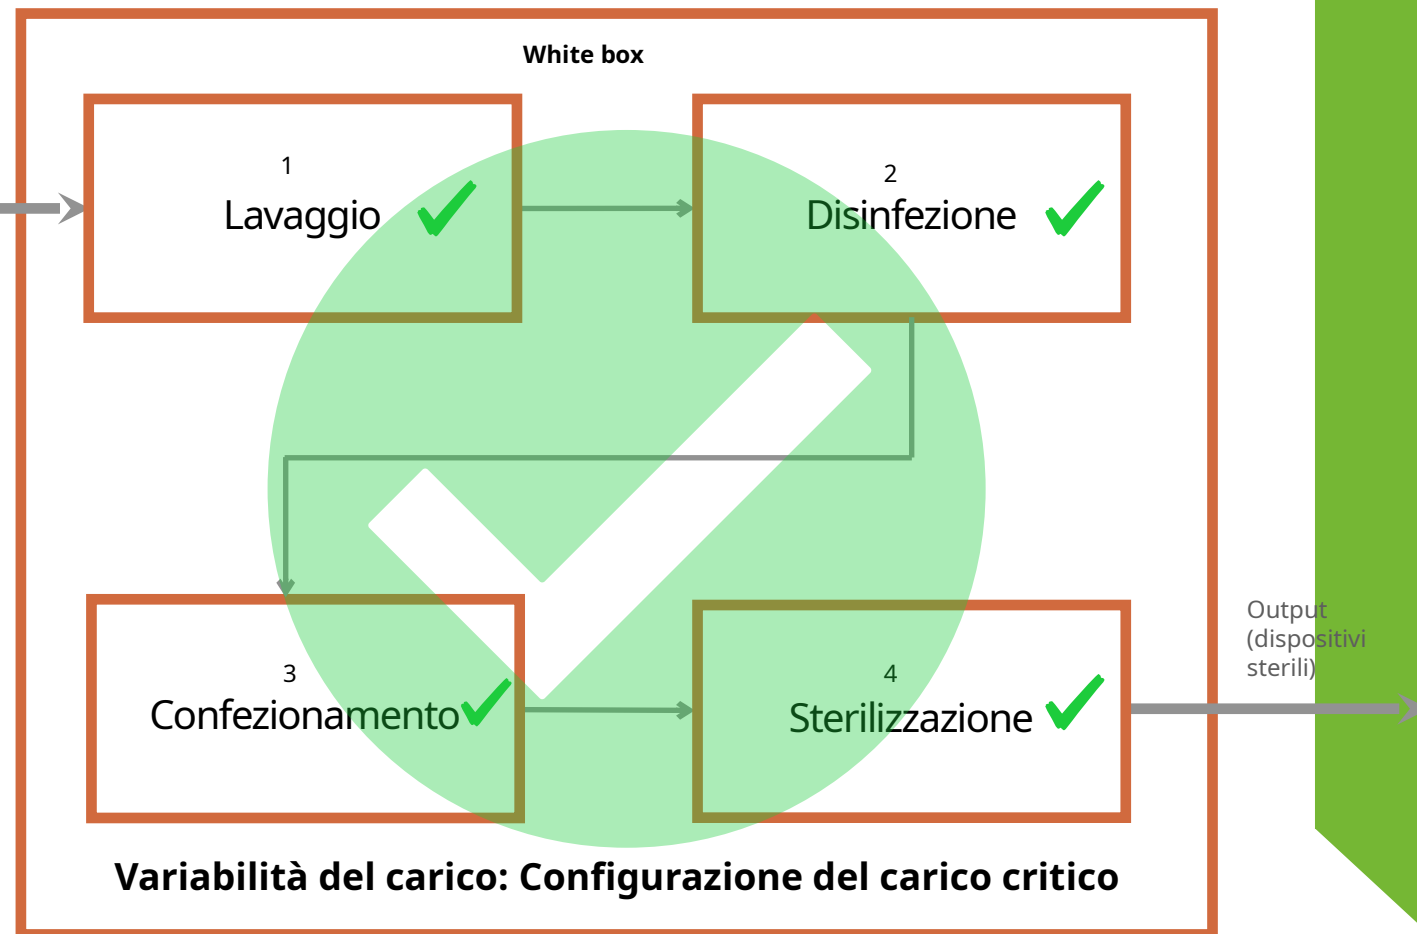 White box
1
Lavaggio
2
Disinfezione
3
Confezionamento
4
Sterilizzazione
Output
(dispositivi
sterili)
Variabilità del carico: Configurazione del carico critico